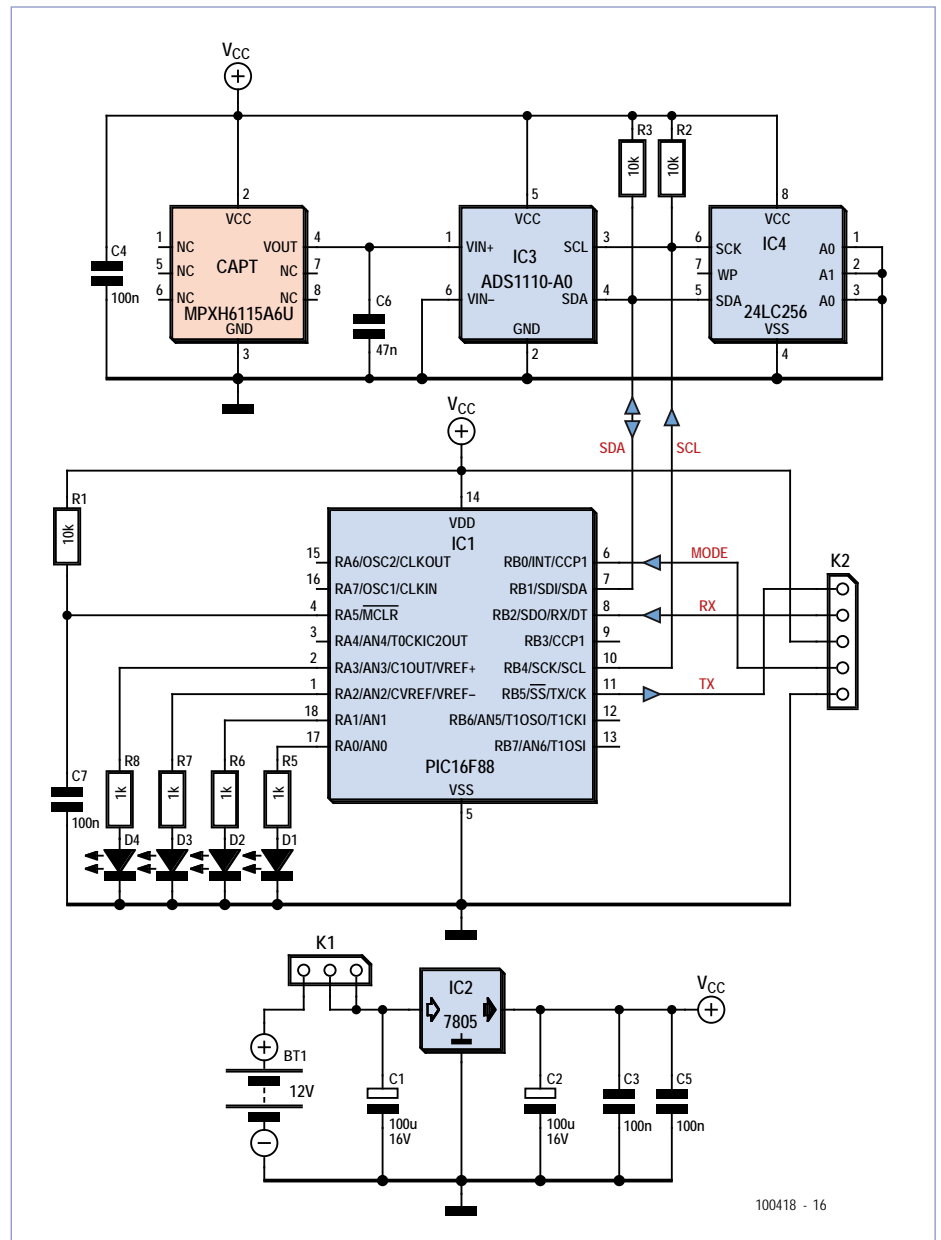 VCC
R3
10k
R2
10k
C4
100n
2
VCC
1 NC VOUT 4
CAPT
5 NC NC 7
6 NC NC 8
MPXH6115A6U
GND
3
C6
47n
5
VCC
1 VIN+ SCL 3
IC3
ADS1110-A0
6 VIN– SDA 4
GND
2
8
VCC
6 SCK IC4 A0 1
7 WP A1 2
5 SDA A0 3
24LC256
VSS
4
SDA
SCL
VCC
R1
10k
14
VDD
IC1
15 RA6/OSC2/CLKOUT RB0/INT/CCP1 6 MODE
16 RA7/OSC1/CLKIN RB1/SDI/SDA 7
4 RA5/MCLR RB2/SDO/RX/DT 8 RX
3 RA4/AN4/T0CKIC2OUT RB3/CCP1 9
2 RA3/AN3/C1OUT/VREF+ RB4/SCK/SCL 10
1 RA2/AN2/CVREF/VREF– RB5/SS/TX/CK 11 TX
18 RA1/AN1 RB6/AN5/T1OSO/T1CKI 12
17 RA0/AN0 RB7/AN6/T1OSI 13
PIC16F88
VSS
5
K2
C7
100n
R8 R7 R6 R5
1k 1k 1k 1k
D4 D3 D2 D1
K1
IC2
7805
VCC
BT1
12V
C1
100u
16V
C2
100u
16V
C3
100n
C5
100n
100418 - 16